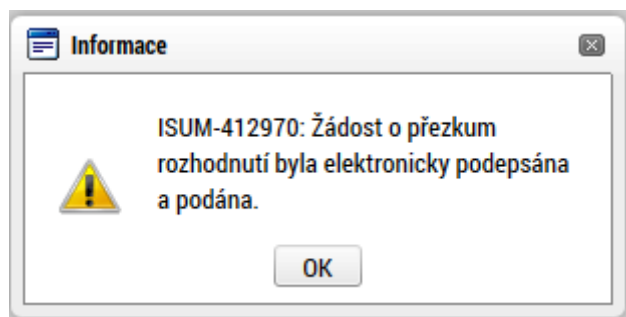 Informace
ISUM-412970: Žádost o přezkum
rozhodnutí byla elektronicky podepsána
a podána.
OK